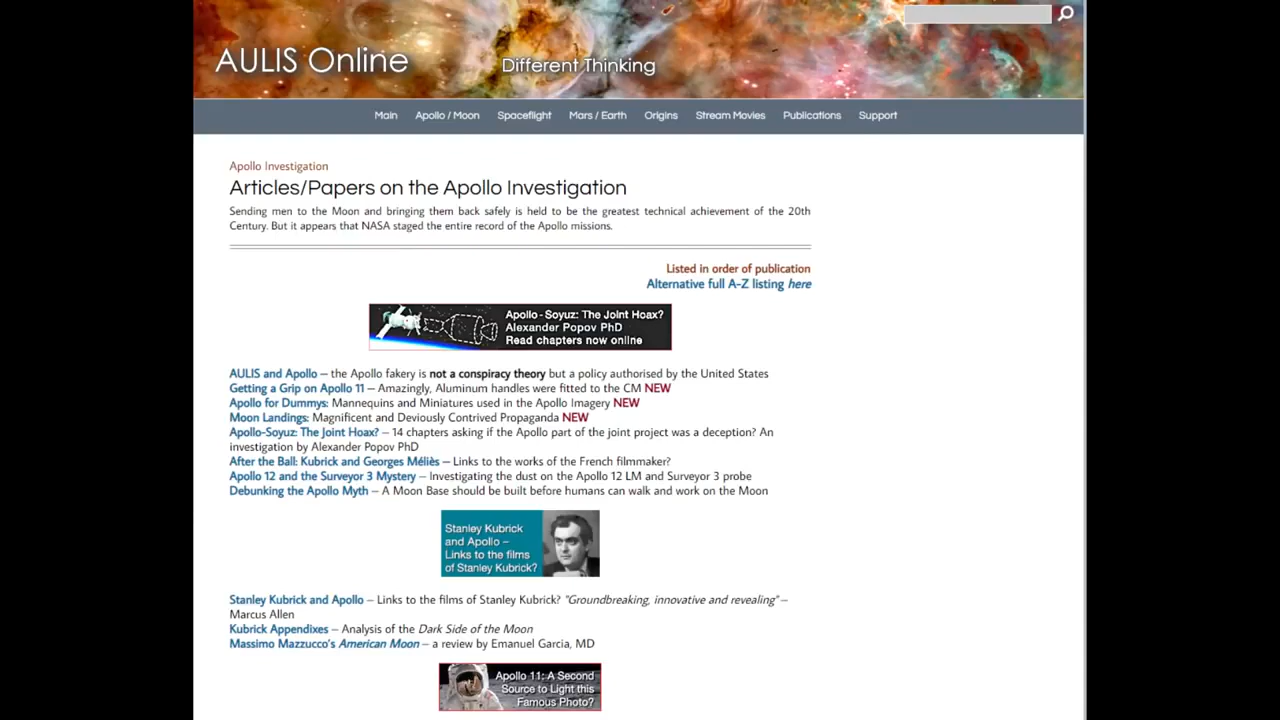 AULIS Online
Different Thinking
Main Apollo / Moon Spaceflight Mars / Earth Origins Stream Movies Publications Support
Apollo Investigation
Articles/Papers on the Apollo Investigation
Sending men to the Moon and bringing them back safely is held to be the greatest technical achievement of the 20th
Century. But it appears that NASA staged the entire record of the Apollo missions.
Listed in order of publication
Alternative full A-Z listing here
Apollo-Soyuz: The Joint Hoax?
Alexander Popov PhD
Read chapters now online
AULIS and Apollo – the Apollo fakery is not a conspiracy theory but a policy authorised by the United States
Getting a Grip on Apollo 11 – Amazingly, Aluminum handles were fitted to the CM NEW
Apollo for Dummys: Mannequins and Miniatures used in the Apollo Imagery NEW
Moon Landings: Magnificent and Deviously Contrived Propaganda NEW
Apollo-Soyuz: The Joint Hoax? – 14 chapters asking if the Apollo part of the joint project was a deception? An
investigation by Alexander Popov PhD
After the Ball: Kubrick and Georges Méliès – Links to the works of the French filmmaker?
Apollo 12 and the Surveyor 3 Mystery – Investigating the dust on the Apollo 12 LM and Surveyor 3 probe
Debunking the Apollo Myth – A Moon Base should be built before humans can walk and work on the Moon
Stanley Kubrick
and Apollo –
Links to the films
of Stanley Kubrick?
Stanley Kubrick and Apollo – Links to the films of Stanley Kubrick? "Groundbreaking, innovative and revealing" –
Marcus Allen
Kubrick Appendixes – Analysis of the Dark Side of the Moon
Massimo Mazzucco's American Moon – a review by Emanuel Garcia, MD
Apollo 11: A Second
Source to Light this
Famous Photo?